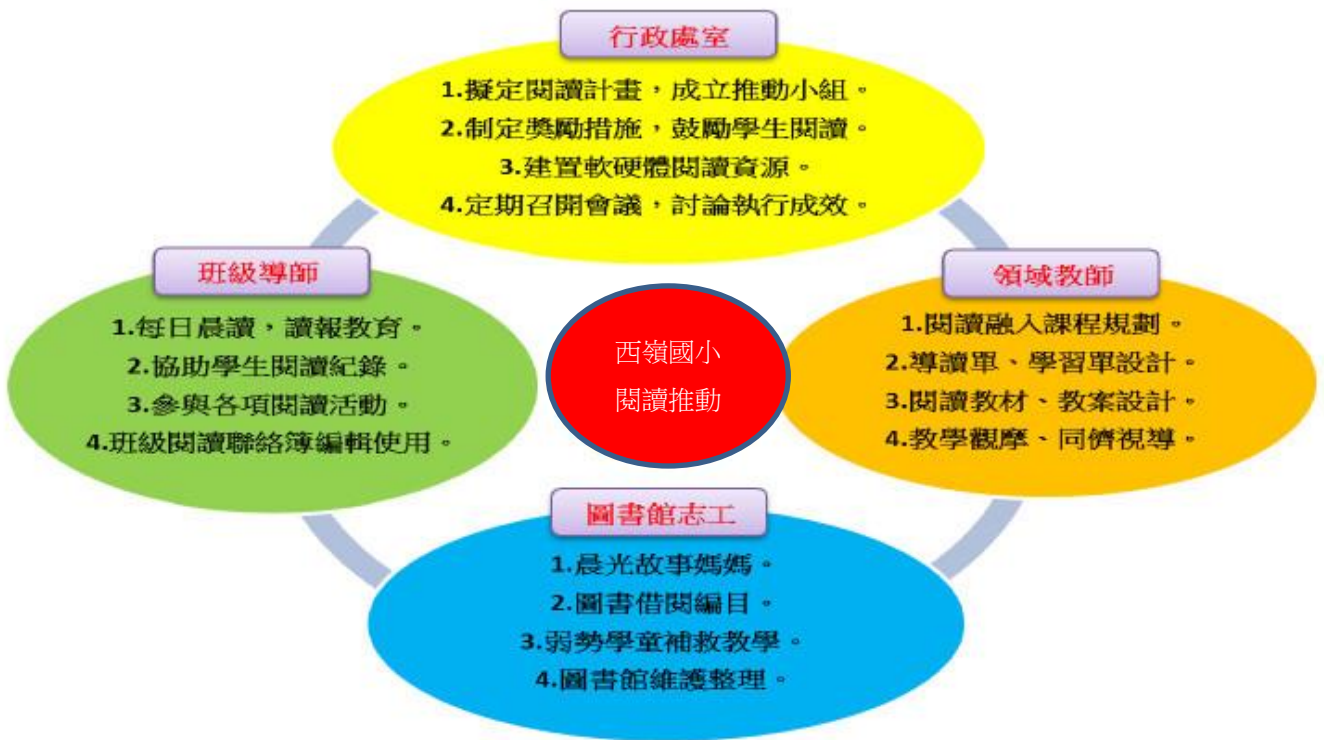 行政處室
1.擬定閱讀計畫，成立推動小組。
2.制定獎勵措施，鼓勵學生閱讀。
3.建置軟硬體閱讀資源。
4.定期召開會議，討論執行成效。
班級導師
1.每日晨讀，讀報教育。
2.協助學生閱讀紀錄。
3.參與各項閱讀活動。
4.班級閱讀聯絡簿編輯使用。
西嶺國小
閱讀推動
領域教師
1.閱讀融入課程規劃。
2.導讀單、學習單設計。
3.閱讀教材、教案設計。
4.教學觀摩、同儕視導。
圖書館志工
1.晨光故事媽媽。
2.圖書借閱編目。
3.弱勢學童補救教學。
4.圖書館維護整理。